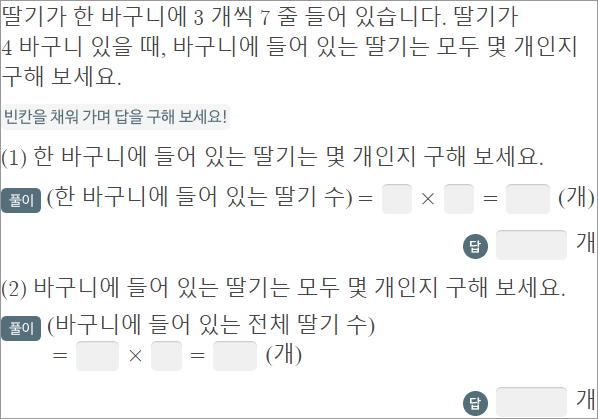 딸기가 한 바구니에 3 개씩 7 줄 들어 있습니다. 딸기가
4 바구니 있을 때, 바구니에 들어 있는 딸기는 모두 몇 개인지
구해 보세요.
빈칸을 채워 가며 답을 구해 보세요!
(1) 한 바구니에 들어 있는 딸기는 몇 개인지 구해 보세요.
풀이 (한 바구니에 들어 있는 딸기 수) = × = (개)
답 개
(2) 바구니에 들어 있는 딸기는 모두 몇 개인지 구해 보세요.
풀이 (바구니에 들어 있는 전체 딸기 수)
= × = (개)
답 개